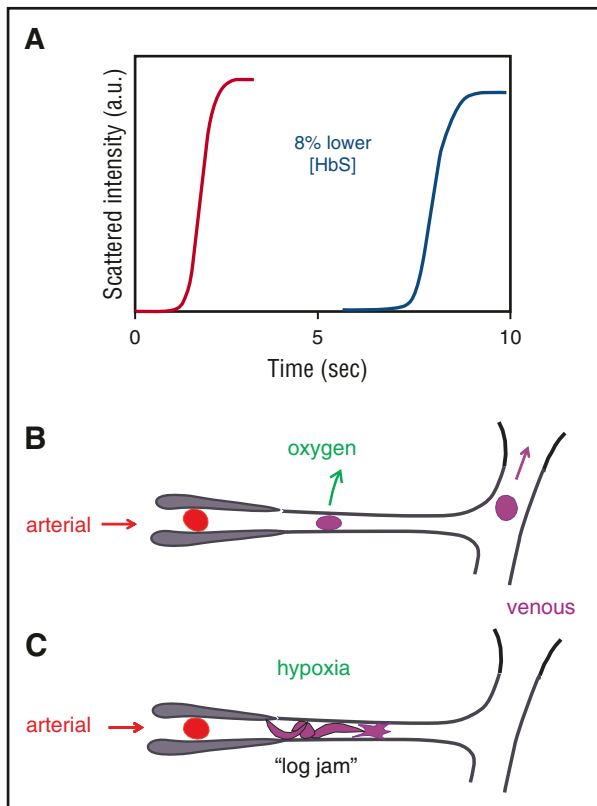 A
Scattered intensity (a.u.)
8% lower
[HbS]
0
5
10
Time (sec)
B
oxygen
arterial
venous
C
hypoxia
arterial
“log jam”